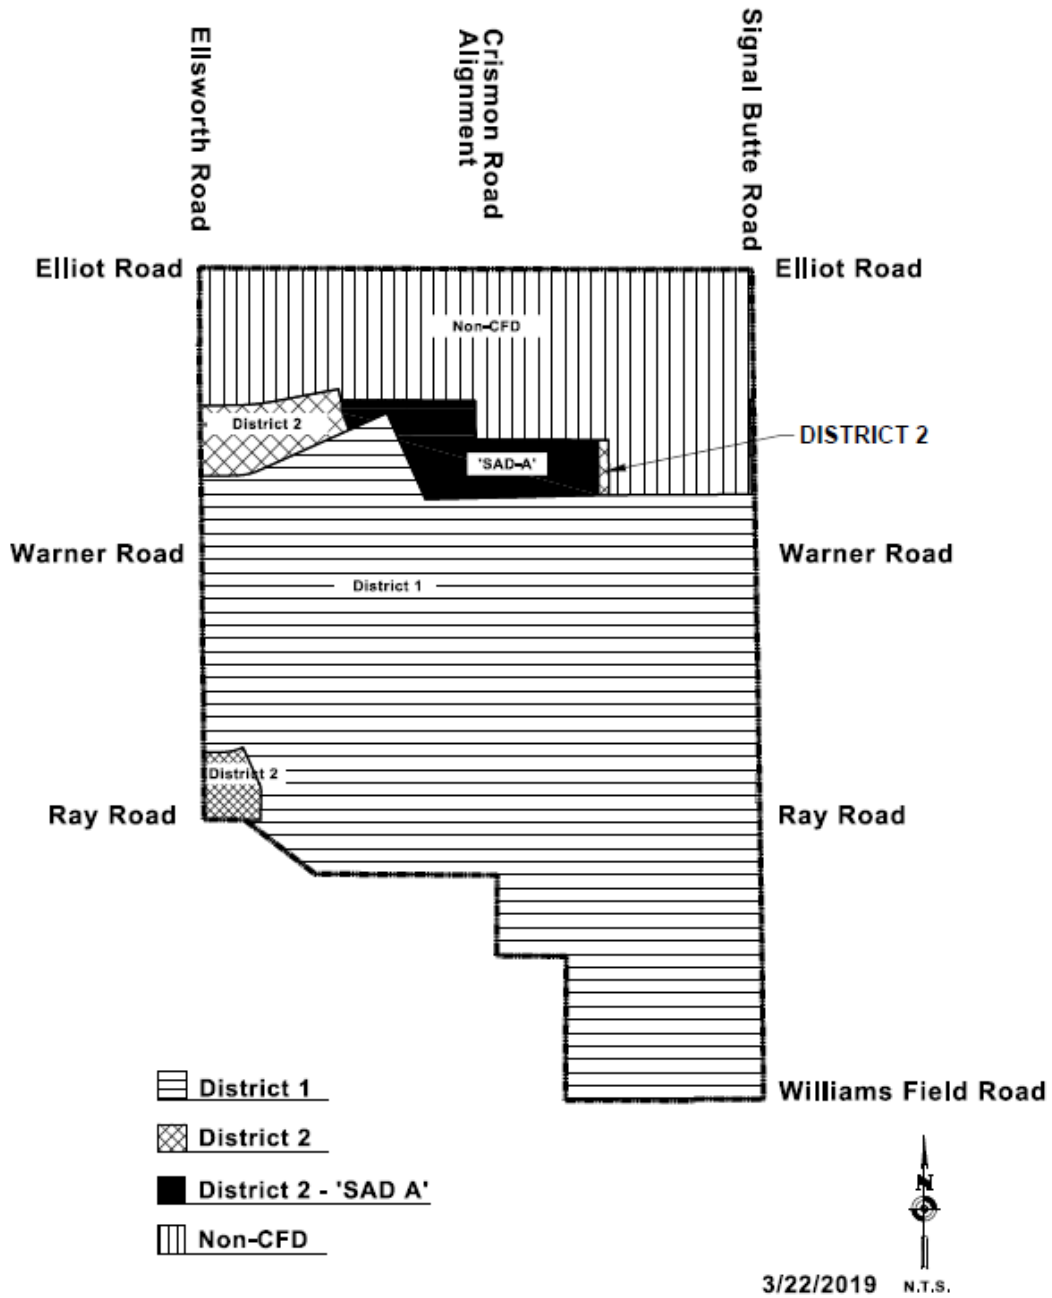 Ellsworth Road
Crismon Road
Alignment
Signal Butte Road
Elliot Road
Elliot Road
Non-CFD
District 2
DISTRICT 2
'SAD-A'
Warner Road
Warner Road
District 1
District 2
Ray Road
Ray Road
Williams Field Road
District 1
District 2
District 2 - 'SAD A'
Non-CFD
N
3/22/2019
N.T.S.